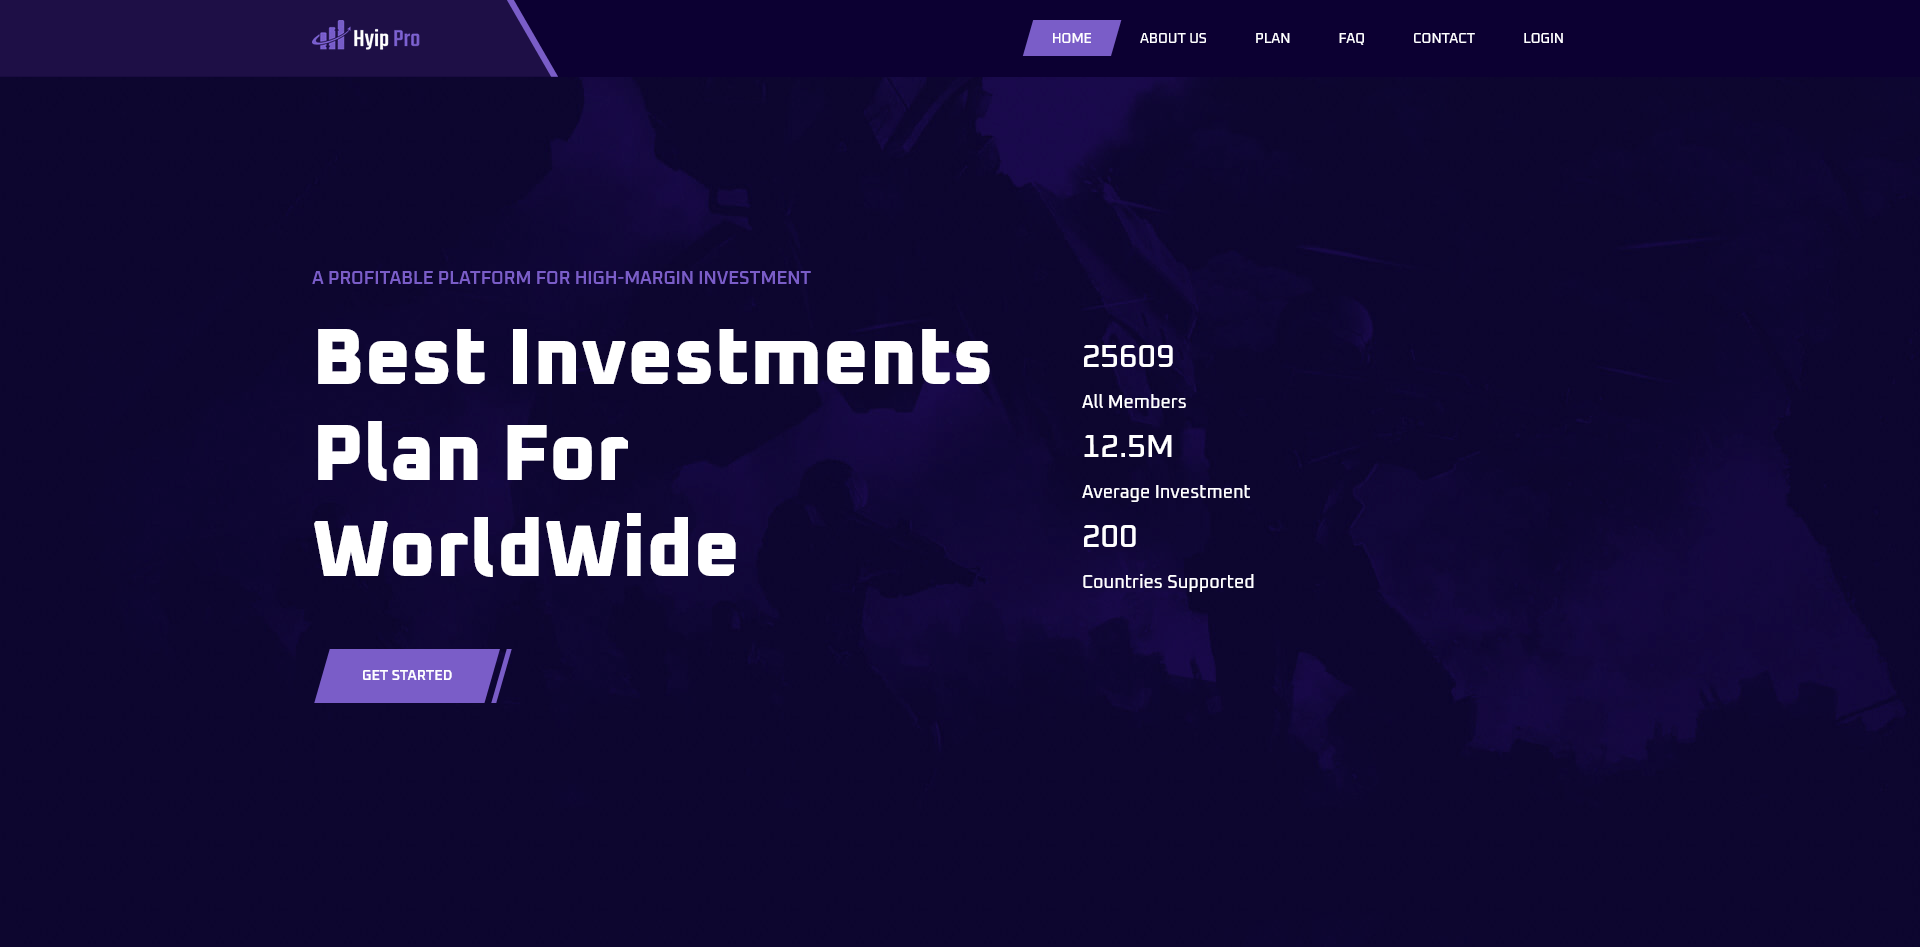 Hyip Pro
HOME ABOUT US PLAN FAQ CONTACT LOGIN
A PROFITABLE PLATFORM FOR HIGH-MARGIN INVESTMENT
Best Investments
Plan For
WorldWide
GET STARTED
25609
All Members
12.5M
Average Investment
200
Countries Supported